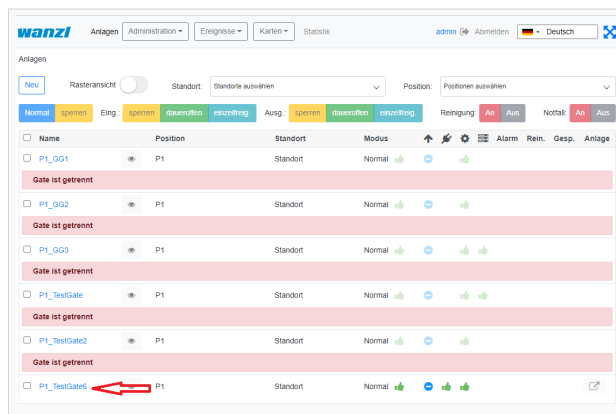 wanzl Anlagen Administration Ereignisse Karten Statistik admin Abmelden Deutsch
Anlagen
Neu Rasteransicht Standort: Standorte auswählen Position: Positionen auswählen
Normal sperren Eing.: sperren daueroffen einzelfreig. Ausg.: sperren daueroffen einzelfreig. Reinigung: An Aus Notfall: An Aus
Name Position Standort Modus Alarm Rein. Gesp. Anlage
P1_GG1 P1 Standort Normal
Gate ist getrennt
P1_GG2 P1 Standort Normal
Gate ist getrennt
P1_GG3 P1 Standort Normal
Gate ist getrennt
P1_TestGate P1 Standort Normal
Gate ist getrennt
P1_TestGate2 P1 Standort Normal
Gate ist getrennt
P1_TestGate6 P1 Standort Normal